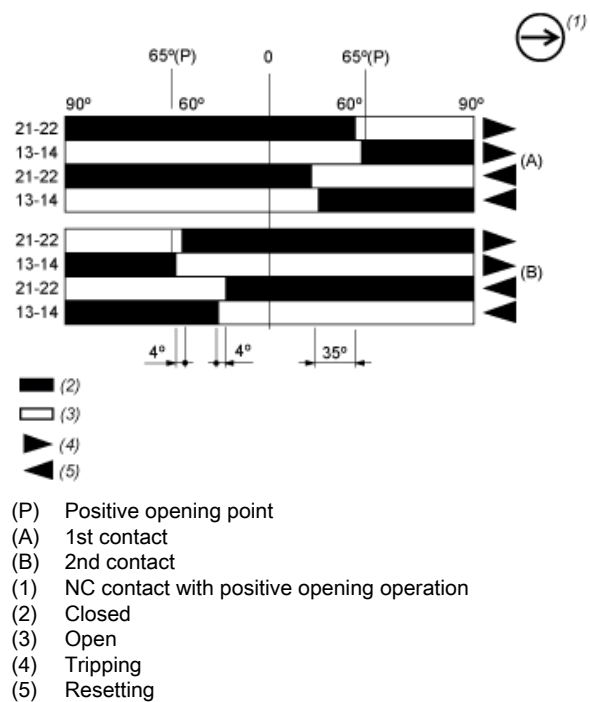 (1)
65º(P) 0 65º(P)
90º 60º 60º 90º
21-22
13-14
(A)
21-22
13-14
21-22
13-14
(B)
21-22
13-14
4º 4º 35º
(2)
(3)
(4)
(5)
(P) Positive opening point
(A) 1st contact
(B) 2nd contact
(1) NC contact with positive opening operation
(2) Closed
(3) Open
(4) Tripping
(5) Resetting